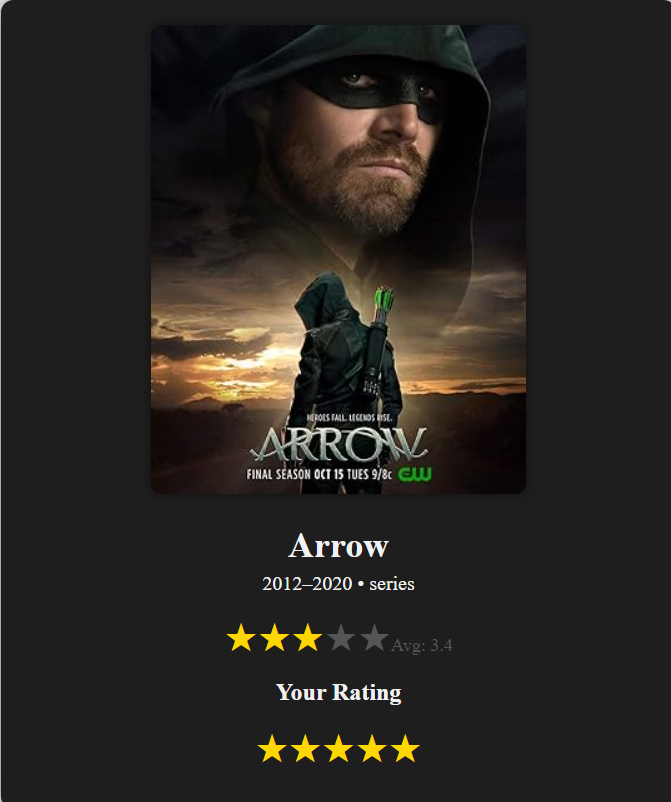 HEROES FALL. LEGENDS RISE.
ARROW
FINAL SEASON OCT 15 TUES 9/8c CW
Arrow
2012–2020 • series
★★★★★ Avg: 3.4
Your Rating
★★★★★